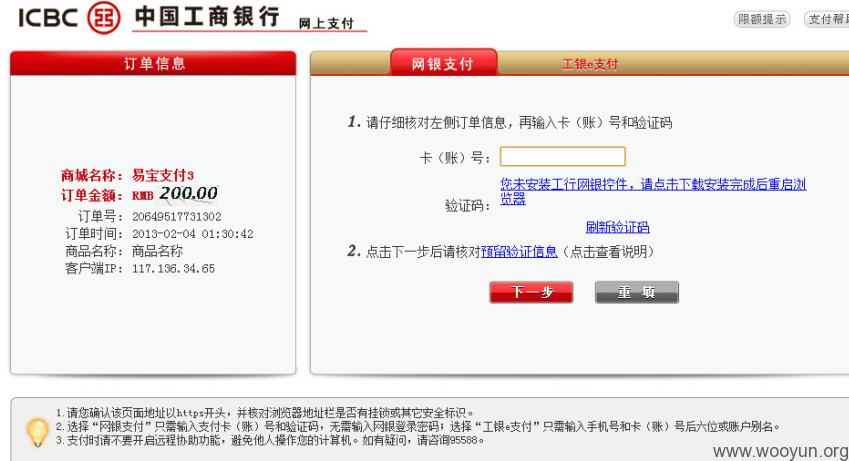 ICBC 中国工商银行 网上支付
限额提示 支付帮
订单信息
网银支付 工银e支付
1. 请仔细核对左侧订单信息，再输入卡（账）号和验证码
卡（账）号：
您未安装工行网银控件，请点击下载安装完成后重启浏
览器
验证码：
刷新验证码
2. 点击下一步后请核对预留验证信息（点击查看说明）
下一步 重 填
商城名称： 易宝支付3
订单金额： RMB 200.00
订单号： 20649517731302
订单时间： 2013-02-04 01:30:42
商品名称： 商品名称
客户端IP： 117.136.34.65
1.请您确认该页面地址以https开头，并核对浏览器地址栏是否有挂锁或其它安全标识。
2.选择“网银支付”只需输入支付卡（账）号和验证码，无需输入网银登录密码；选择“工银e支付”只需输入手机号和卡（账）号后六位或账户别名。
3.支付时请不要开启远程协助功能，避免他人操作您的计算机。如有疑问，请咨询95588。
www.wooyun.org